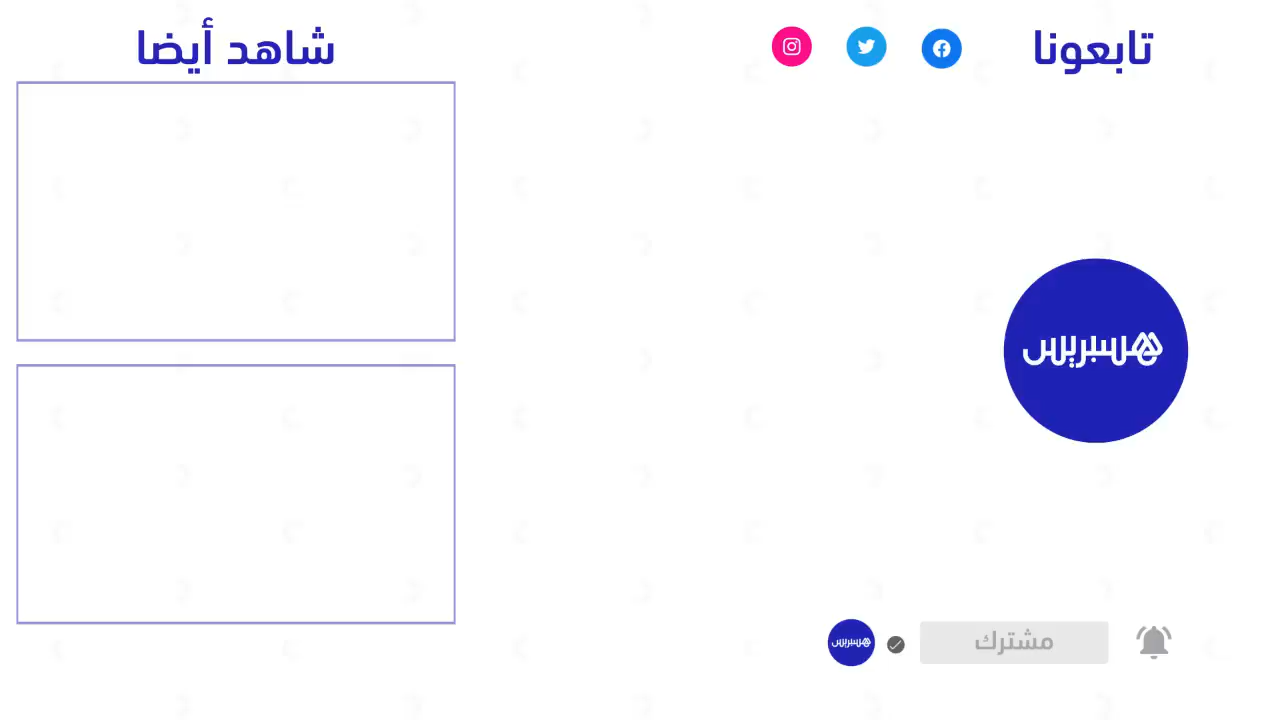 تابعونا
شاهد أيضا
هسبريس
هسبريس
مشترك